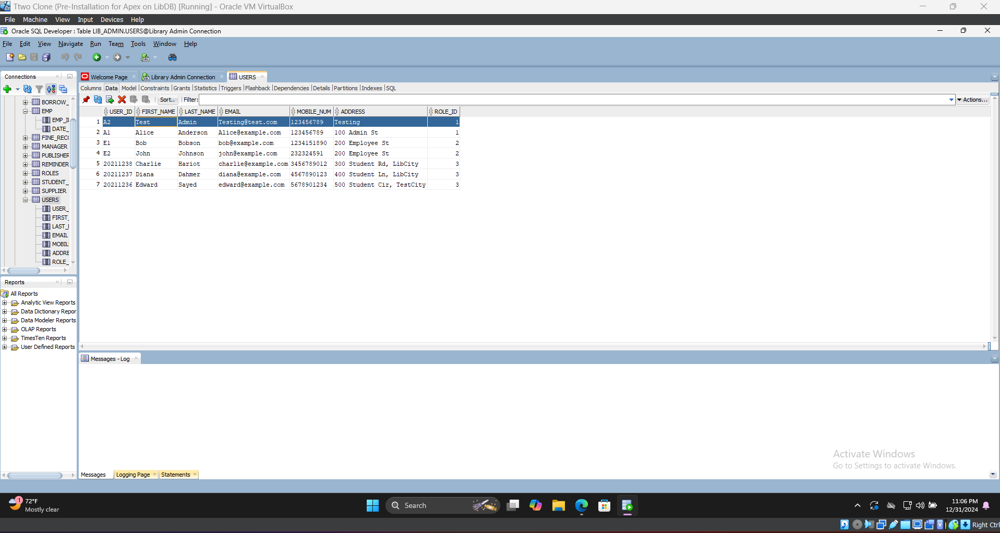 Ttwo Clone (Pre-Installation for Apex on LibDB) [Running] - Oracle VM VirtualBox
File Machine View Input Devices Help
Oracle SQL Developer : Table LIB_ADMIN.USERS@Library Admin Connection
File Edit View Navigate Run Team Tools Window Help
Connections
Welcome Page Library Admin Connection USERS
Columns Data Model Constraints Grants Statistics Triggers Flashback Dependencies Details Partitions Indexes SQL
Sort.. Filter: Actions...
USER_ID FIRST_NAME LAST_NAME EMAIL MOBILE_NUM ADDRESS ROLE_ID
1 A2 Test Admin Testing@test.com 123456789 Testing 1
2 A1 Alice Anderson Alice@example.com 123456789 100 Admin St 1
3 E1 Bob Bobson bob@example.com 1234151890 200 Employee St 2
4 E2 John Johnson john@example.com 232324591 200 Employee St 2
5 20211238 Charlie Hariot charlie@example.com 3456789012 300 Student Rd, LibCity 3
6 20211237 Diana Dahmer diana@example.com 4567890123 400 Student Ln, LibCity 3
7 20211236 Edward Sayed edward@example.com 5678901234 500 Student Cir, TestCity 3
BORROW_
EMP
EMP_I
DATE_
FINE_REC
MANAGER
PUBLISHER
REMINDER
ROLES
STUDENT_
SUPPLIER
USERS
USER_
FIRST_
LAST_
EMAIL
MOBIL
ADDRE
ROLE_
Reports
All Reports
Analytic View Reports
Data Dictionary Repor
Data Modeler Reports
OLAP Reports
TimesTen Reports
User Defined Reports
Messages - Log
Activate Windows
Go to Settings to activate Windows.
Messages Logging Page Statements
1
72°F
Mostly clear
Search
11:06 PM
12/31/2024
Right Ctrl